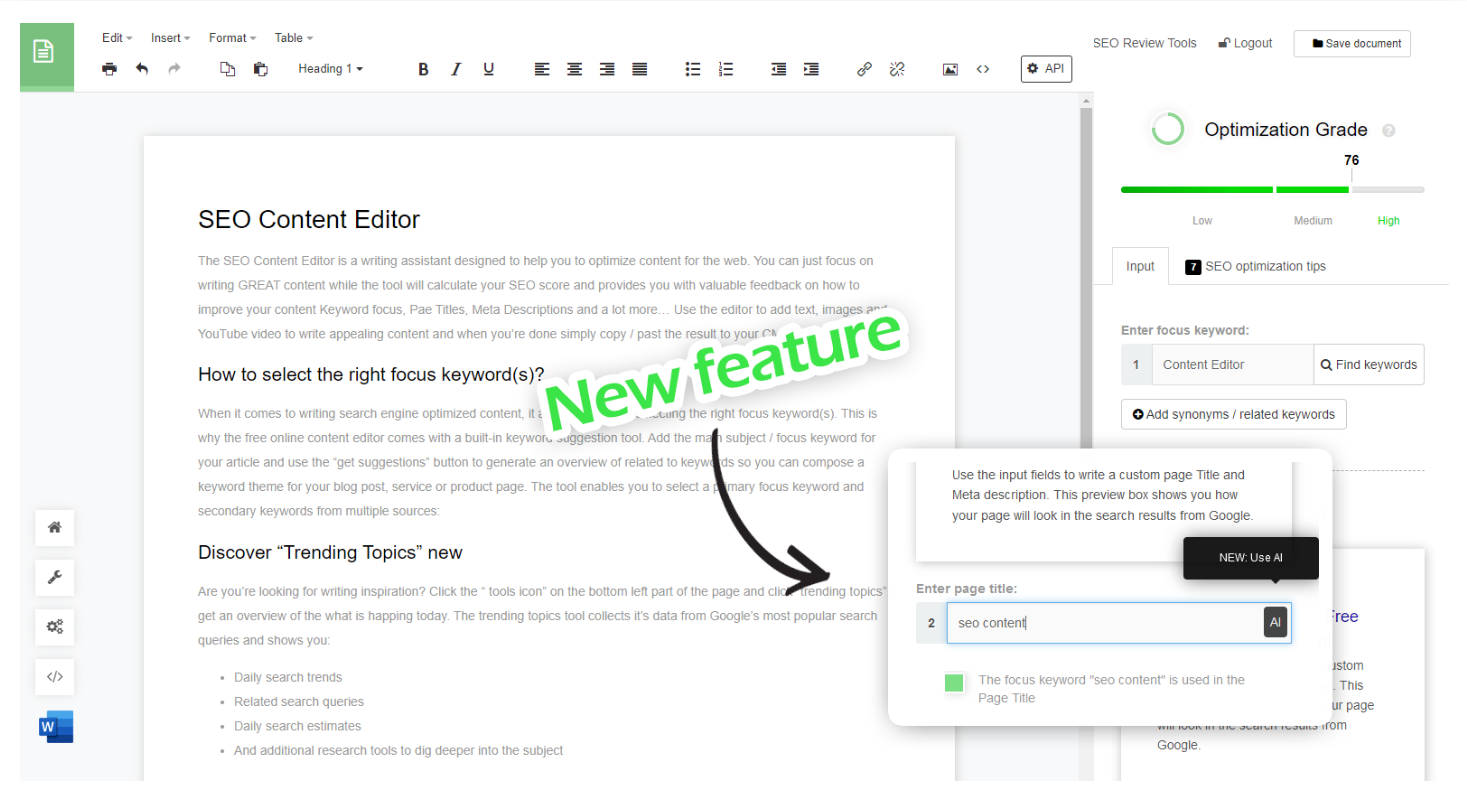 Edit Insert Format Table
SEO Review Tools Logout Save document
Heading 1 B I U API
SEO Content Editor
The SEO Content Editor is a writing assistant designed to help you to optimize content for the web. You can just focus on
writing GREAT content while the tool will calculate your SEO score and provides you with valuable feedback on how to
improve your content Keyword focus, Pae Titles, Meta Descriptions and a lot more… Use the editor to add text, images and
YouTube video to write appealing content and when you're done simply copy / past the result to your
How to select the right focus keyword(s)?
When it comes to writing search engine optimized content, it the right focus keyword(s). This is
why the free online content editor comes with a built-in keyword suggestion tool. Add the main subject / focus keyword for
your article and use the “get suggestions” button to generate an overview of related to keywords so you can compose a
keyword theme for your blog post, service or product page. The tool enables you to select a primary focus keyword and
secondary keywords from multiple sources:
Discover “Trending Topics” new
Are you're looking for writing inspiration? Click the “ tools icon” on the bottom left part of the page and click “trending topics”
get an overview of the what is happing today. The trending topics tool collects it's data from Google's most popular search
queries and shows you:
Daily search trends
Related search queries
Daily search estimates
And additional research tools to dig deeper into the subject
W
New feature
Optimization Grade ?
76
Low Medium High
Input 7 SEO optimization tips
Enter focus keyword:
1 Content Editor Find keywords
Add synonyms / related keywords
Use the input fields to write a custom page Title and
Meta description. This preview box shows you how
your page will look in the search results from Google.
NEW: Use AI
Enter page title:
2 seo content AI
The focus keyword "seo content" is used in the
Page Title
Free
This
page
will look in the search results from
Google.